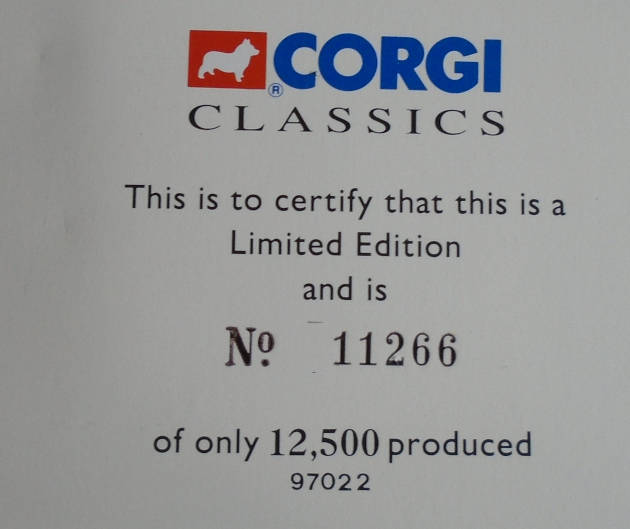 ® CORGI
CLASSICS
This is to certify that this is a
Limited Edition
and is
Nº 11266
of only 12,500 produced
97022